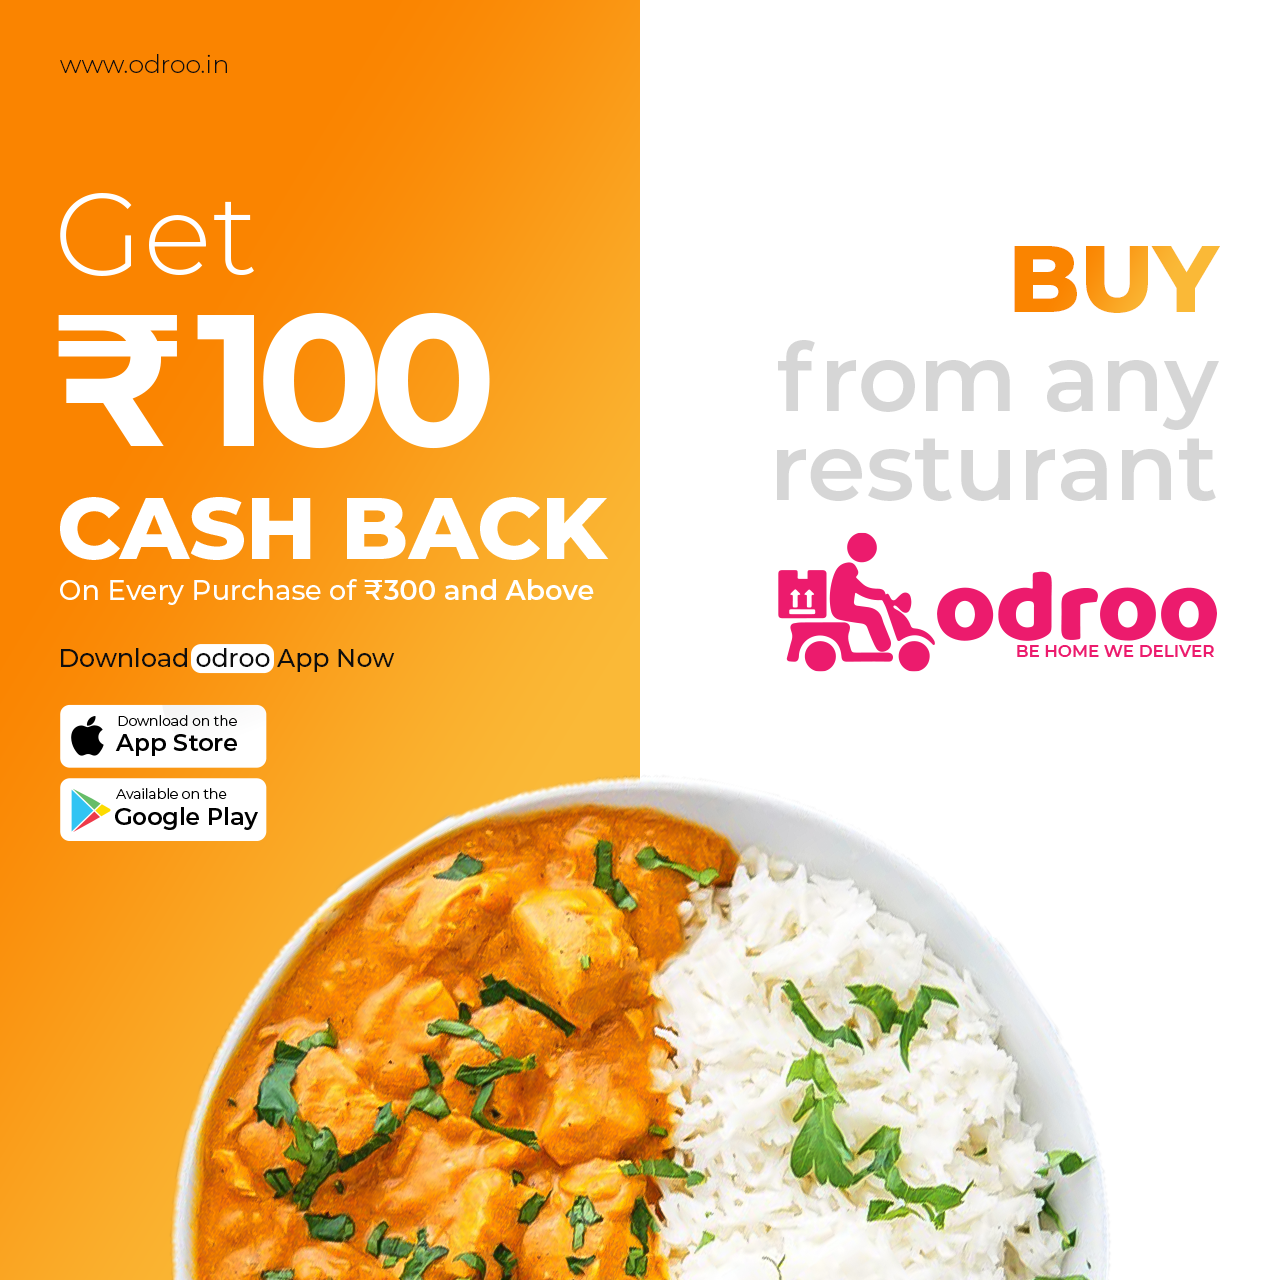 www.odroo.in
Get
₹100
CASH BACK
On Every Purchase of ₹300 and Above
Download odroo App Now
Download on the
App Store
Available on the
Google Play
BUY
from any
resturant
odroo
BE HOME WE DELIVER